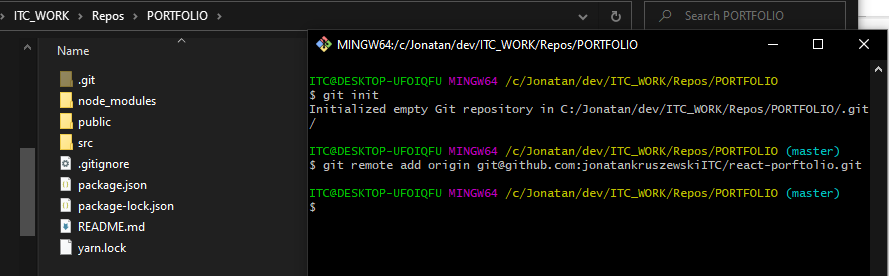 ITC_WORK > Repos > PORTFOLIO >
Search PORTFOLIO
Name
.git
node_modules
public
src
.gitignore
package.json
package-lock.json
README.md
yarn.lock
MINGW64:/c/Jonatan/dev/ITC_WORK/Repos/PORTFOLIO
ITC@DESKTOP-UFOIQFU MINGW64 /c/Jonatan/dev/ITC_WORK/Repos/PORTFOLIO
$ git init
Initialized empty Git repository in C:/Jonatan/dev/ITC_WORK/Repos/PORTFOLIO/.git
/
ITC@DESKTOP-UFOIQFU MINGW64 /c/Jonatan/dev/ITC_WORK/Repos/PORTFOLIO (master)
$ git remote add origin git@github.com:jonatankruszewskiITC/react-porftolio.git
ITC@DESKTOP-UFOIQFU MINGW64 /c/Jonatan/dev/ITC_WORK/Repos/PORTFOLIO (master)
$